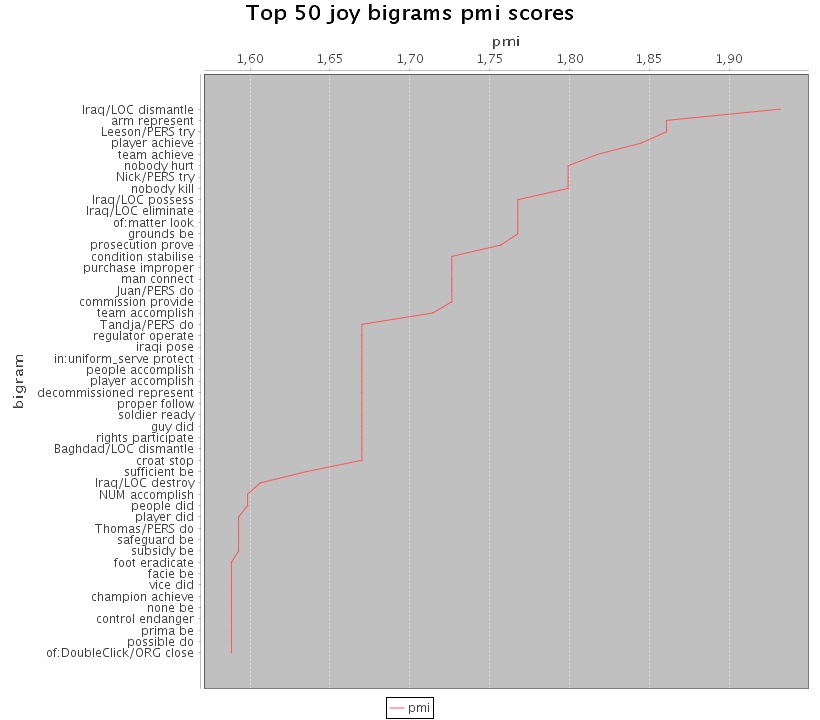 Top 50 joy bigrams pmi scores
pmi
1,60 1,65 1,70 1,75 1,80 1,85 1,90
bigram
Iraq/LOC dismantle
arm represent
Leeson/PERS try
player achieve
team achieve
nobody hurt
Nick/PERS try
nobody kill
Iraq/LOC possess
Iraq/LOC eliminate
of:matter look
grounds be
prosecution prove
condition stabilise
purchase improper
man connect
Juan/PERS do
commission provide
team accomplish
Tandja/PERS do
regulator operate
iraqi pose
in:uniform_serve protect
people accomplish
player accomplish
decommissioned represent
proper follow
soldier ready
guy did
rights participate
Baghdad/LOC dismantle
croat stop
sufficient be
Iraq/LOC destroy
NUM accomplish
people did
player did
Thomas/PERS do
safeguard be
subsidy be
foot eradicate
facie be
vice did
champion achieve
none be
control endanger
prima be
possible do
of:DoubleClick/ORG close
pmi